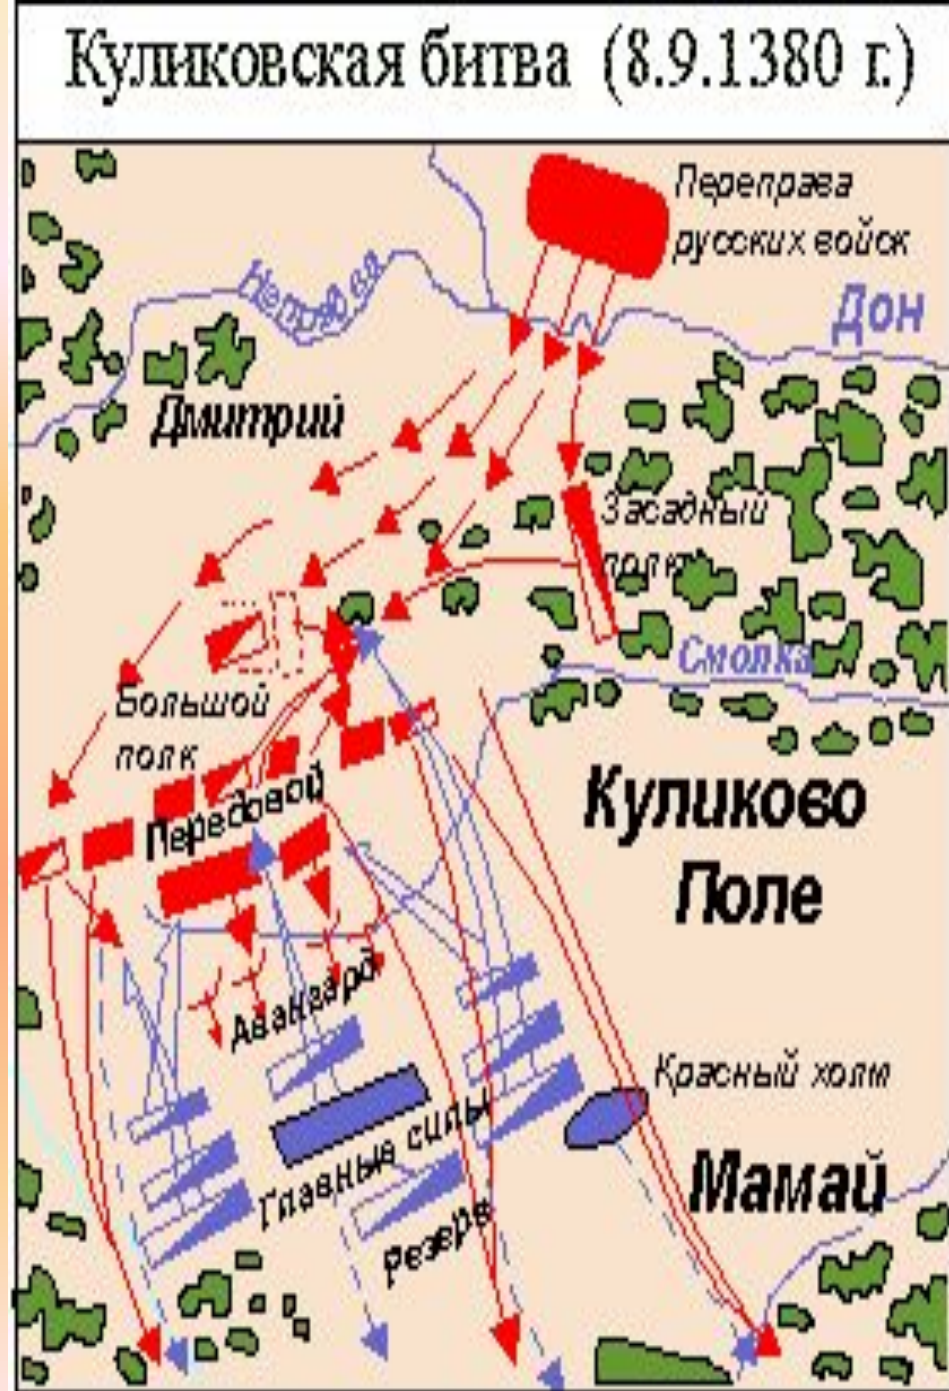 Куликовская битва (8.9.1380 г.)
Переправа
русских войск
Непрядва
Дон
Дмитрий
Засадный
полк
Смолка
Большой
полк
Передовой
Куликово
Поле
Авангард
Красный холм
Главные силы
Мамай
Резерв